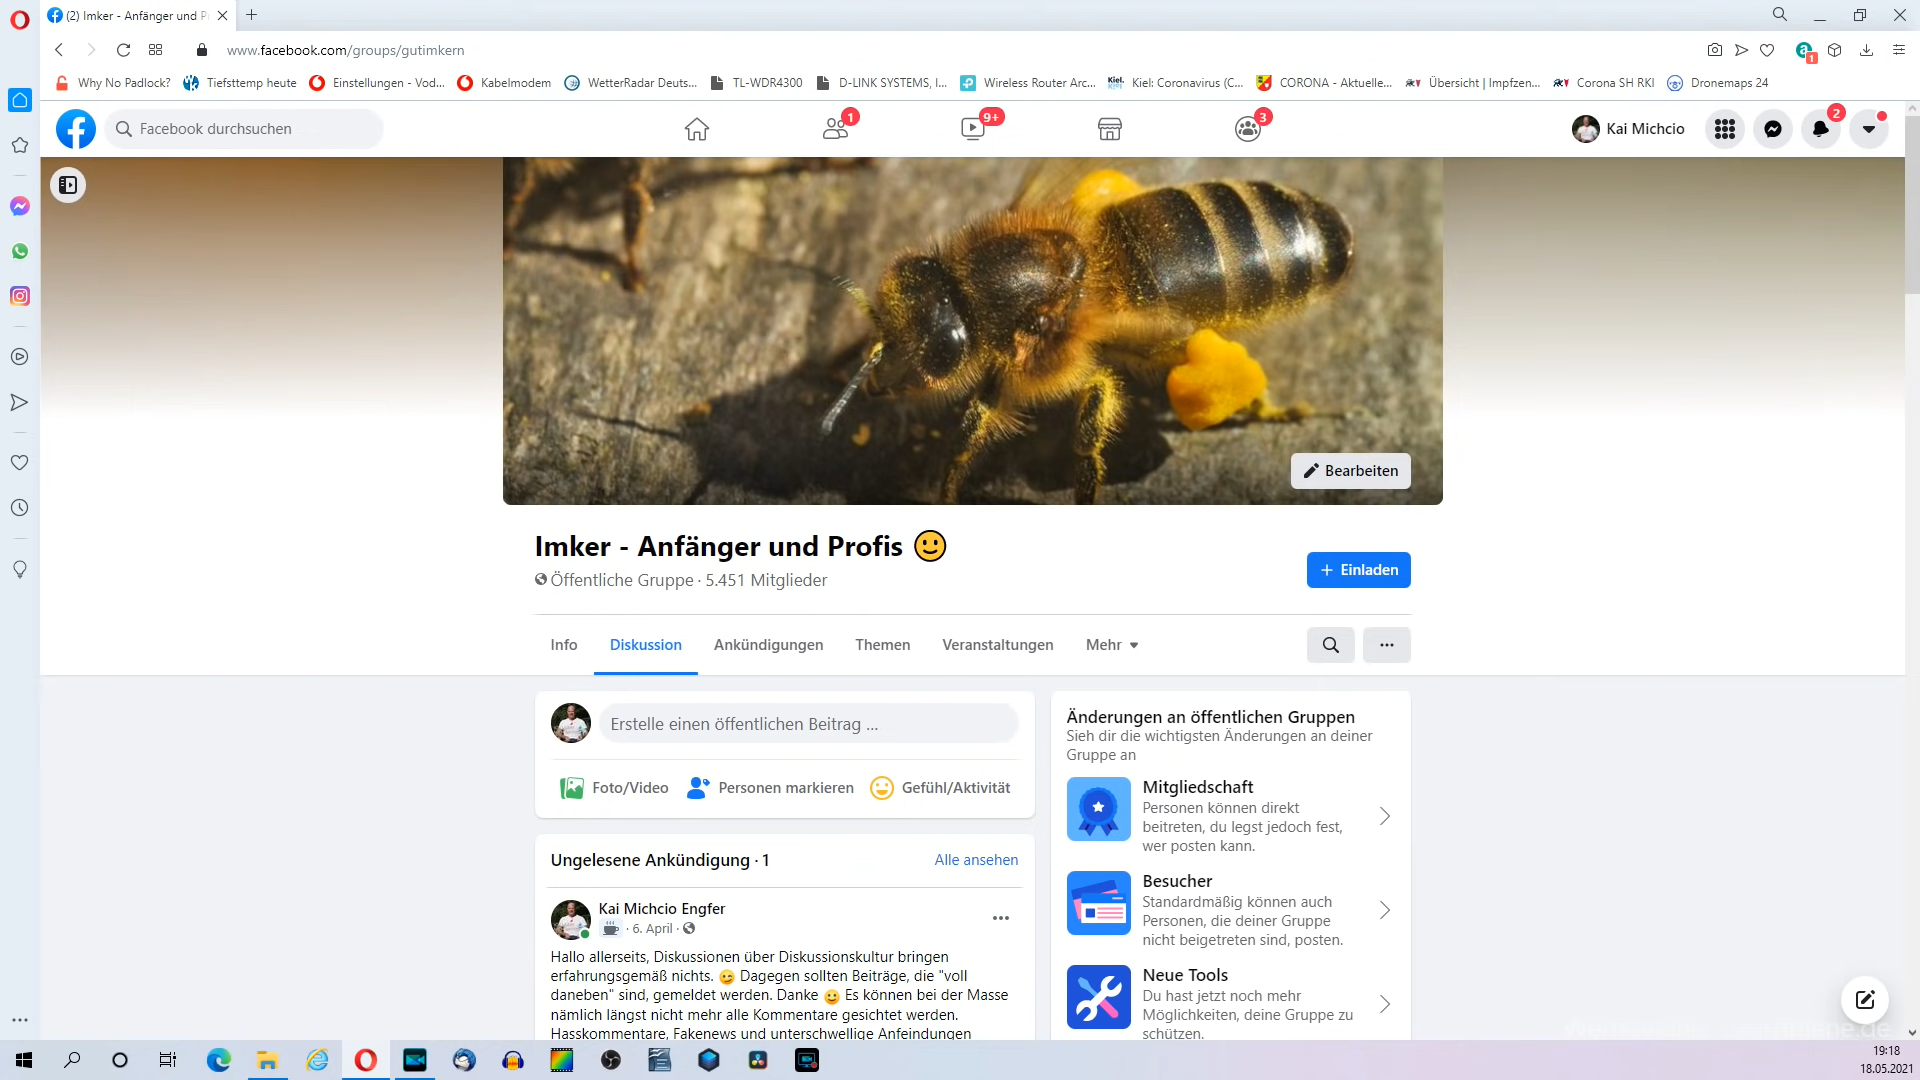 (2) Imker - Anfänger und P
www.facebook.com/groups/gutimkern
Why No Padlock?
Tiefsttemp heute
Einstellungen - Vod...
Kabelmodem
WetterRadar Deuts...
TL-WDR4300
D-LINK SYSTEMS, I...
Wireless Router Arc...
Kiel: Coronavirus (C...
CORONA - Aktuelle...
Übersicht | Impfzen...
Corona SH RKI
Dronemaps 24
Facebook durchsuchen
1
9+
3
Kai Michcio
2
Bearbeiten
Imker - Anfänger und Profis 🙂
Öffentliche Gruppe · 5.451 Mitglieder
+ Einladen
Info
Diskussion
Ankündigungen
Themen
Veranstaltungen
Mehr
Erstelle einen öffentlichen Beitrag ...
Foto/Video
Personen markieren
Gefühl/Aktivität
Ungelesene Ankündigung · 1
Alle ansehen
Kai Michcio Engfer
· 6. April ·
Hallo allerseits, Diskussionen über Diskussionskultur bringen
erfahrungsgemäß nichts. 😉 Dagegen sollten Beiträge, die "voll
daneben" sind, gemeldet werden. Danke 🙂 Es können bei der Masse
nämlich längst nicht mehr alle Kommentare gesichtet werden.
Hasskommentare, Fakenews und unterschwellige Anfeindungen
Änderungen an öffentlichen Gruppen
Sieh dir die wichtigsten Änderungen an deiner
Gruppe an
Mitgliedschaft
Personen können direkt
beitreten, du legst jedoch fest,
wer posten kann.
Besucher
Standardmäßig können auch
Personen, die deiner Gruppe
nicht beigetreten sind, posten.
Neue Tools
Du hast jetzt noch mehr
Möglichkeiten, deine Gruppe zu
schützen.
19:18
18.05.2021